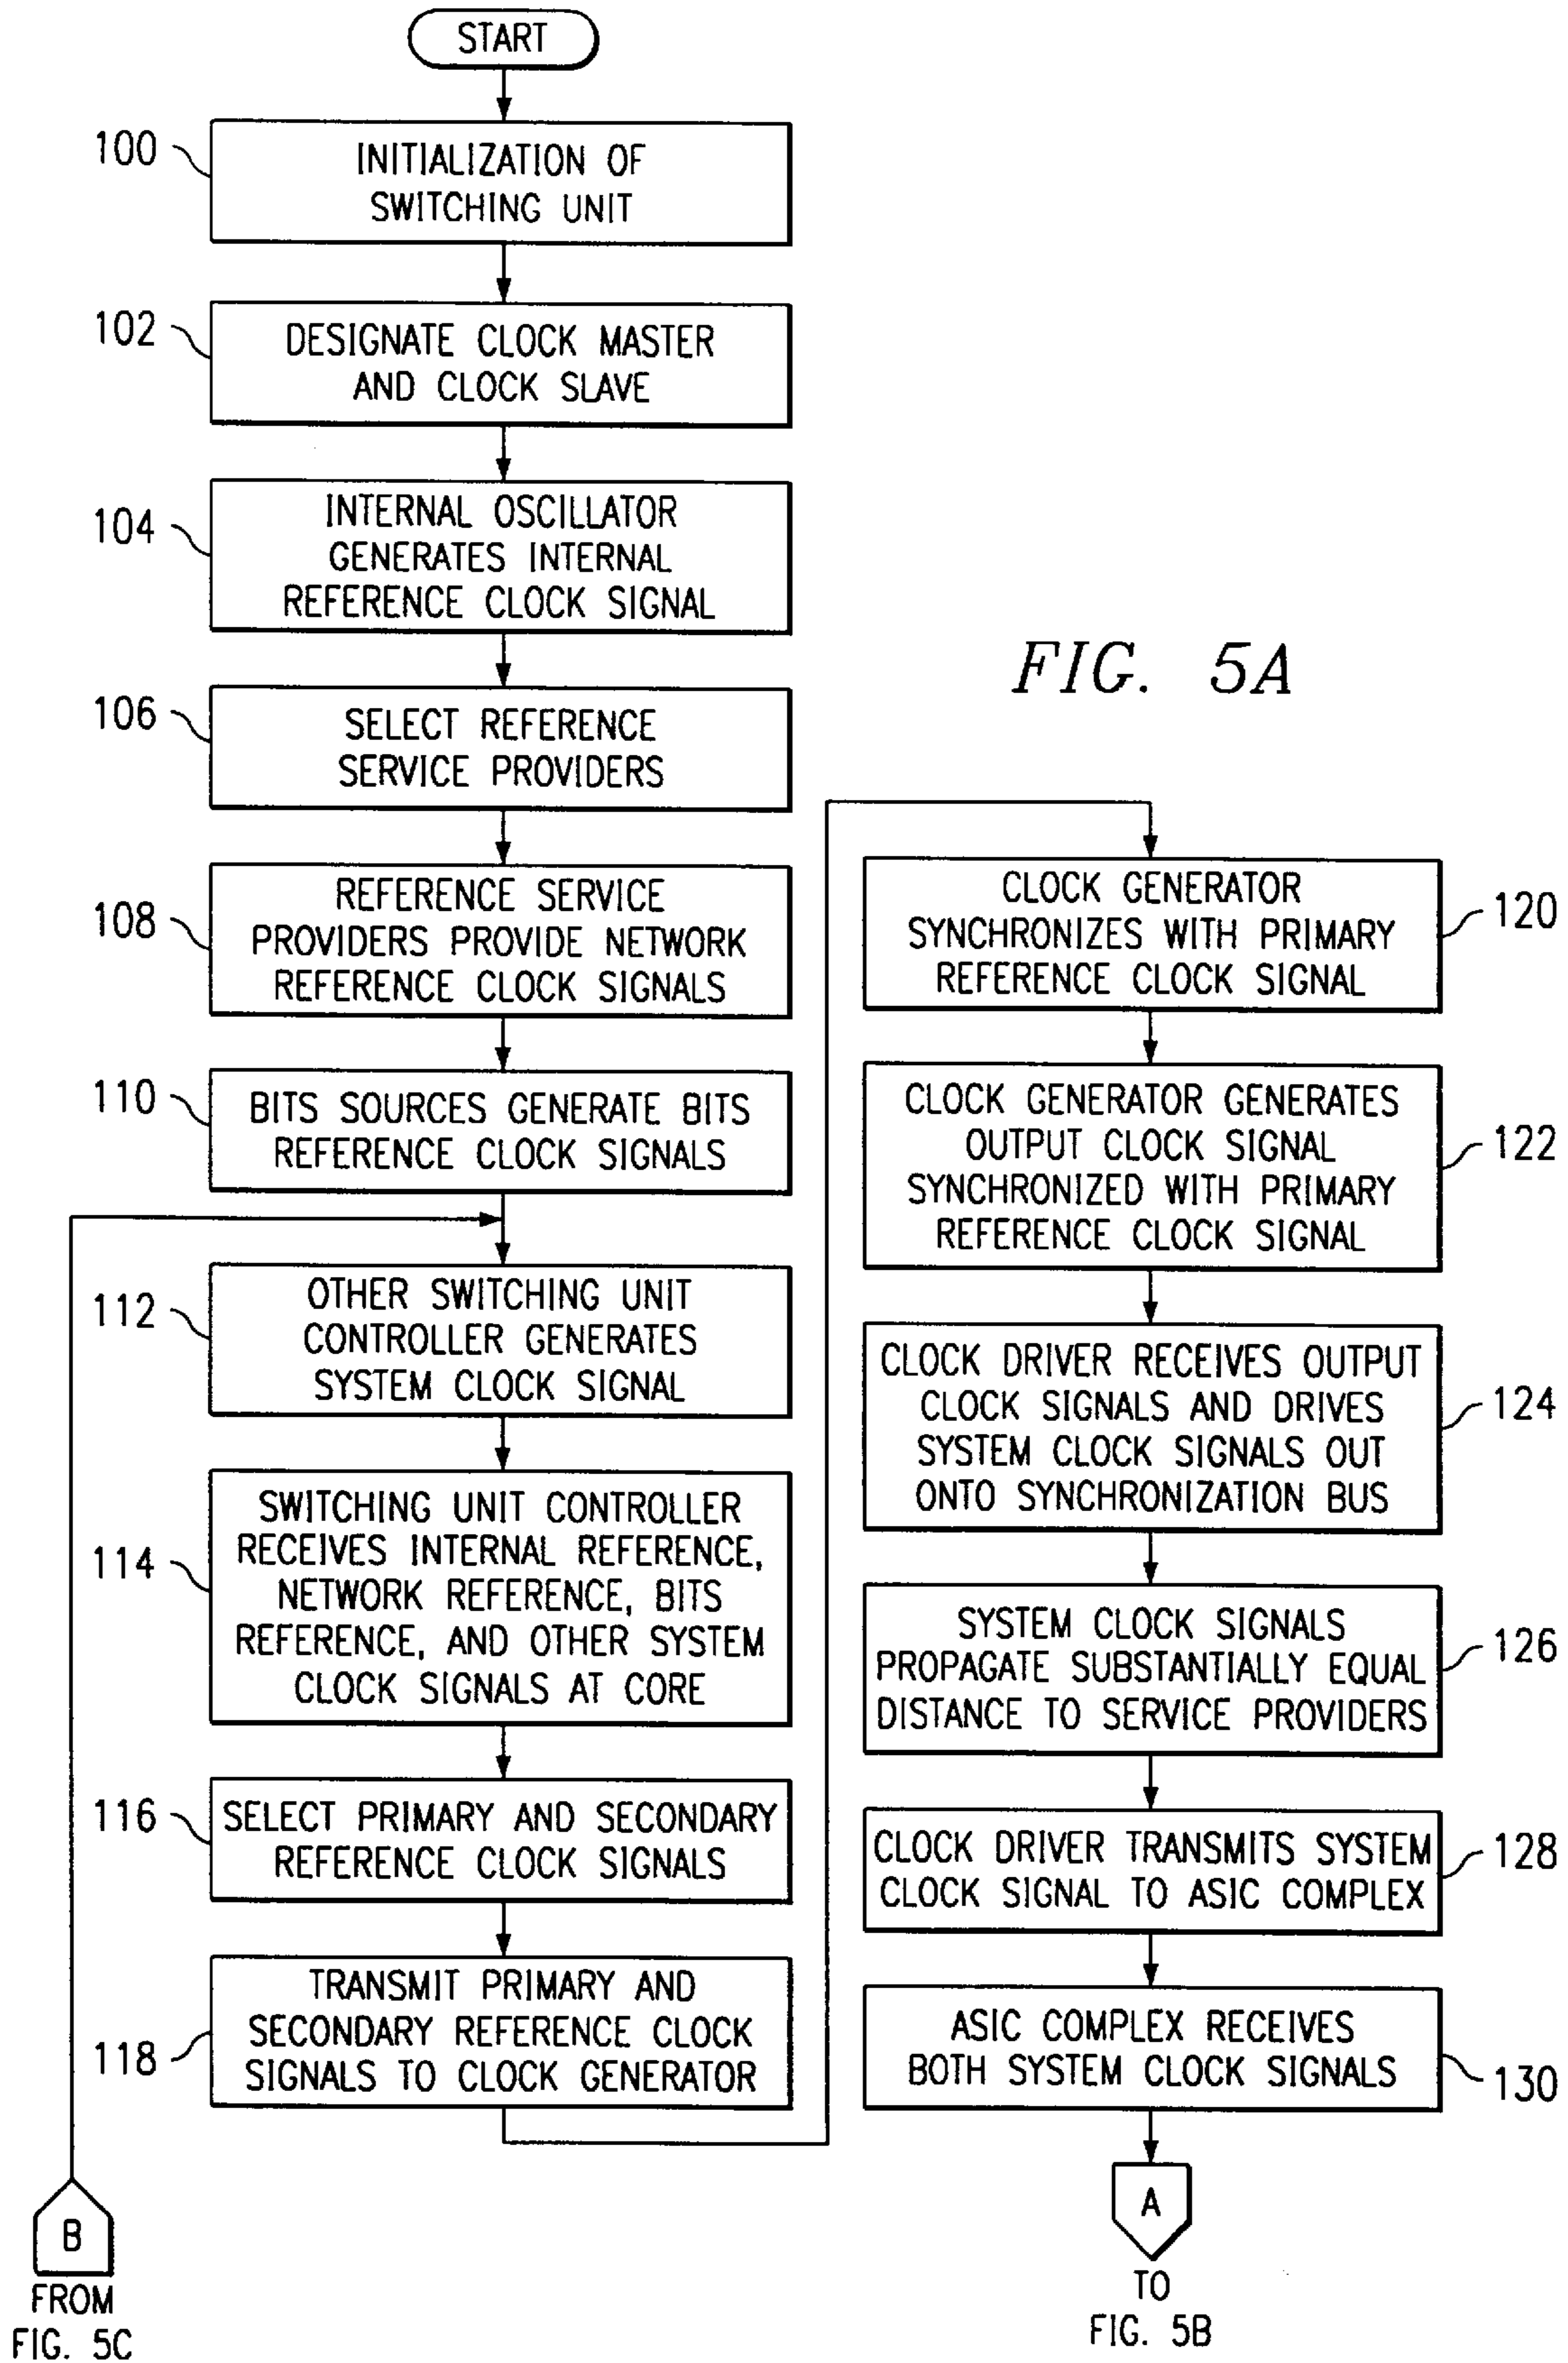 START
100
INITIALIZATION OF
SWITCHING UNIT
102
DESIGNATE CLOCK MASTER
AND CLOCK SLAVE
104
INTERNAL OSCILLATOR
GENERATES INTERNAL
REFERENCE CLOCK SIGNAL
106
SELECT REFERENCE
SERVICE PROVIDERS
108
REFERENCE SERVICE
PROVIDERS PROVIDE NETWORK
REFERENCE CLOCK SIGNALS
110
BITS SOURCES GENERATE BITS
REFERENCE CLOCK SIGNALS
112
OTHER SWITCHING UNIT
CONTROLLER GENERATES
SYSTEM CLOCK SIGNAL
114
SWITCHING UNIT CONTROLLER
RECEIVES INTERNAL REFERENCE,
NETWORK REFERENCE, BITS
REFERENCE, AND OTHER SYSTEM
CLOCK SIGNALS AT CORE
116
SELECT PRIMARY AND SECONDARY
REFERENCE CLOCK SIGNALS
118
TRANSMIT PRIMARY AND
SECONDARY REFERENCE CLOCK
SIGNALS TO CLOCK GENERATOR
B
FROM
FIG. 5C
FIG. 5A
CLOCK GENERATOR
SYNCHRONIZES WITH PRIMARY
REFERENCE CLOCK SIGNAL
120
CLOCK GENERATOR GENERATES
OUTPUT CLOCK SIGNAL
SYNCHRONIZED WITH PRIMARY
REFERENCE CLOCK SIGNAL
122
CLOCK DRIVER RECEIVES OUTPUT
CLOCK SIGNALS AND DRIVES
SYSTEM CLOCK SIGNALS OUT
ONTO SYNCHRONIZATION BUS
124
SYSTEM CLOCK SIGNALS
PROPAGATE SUBSTANTIALLY EQUAL
DISTANCE TO SERVICE PROVIDERS
126
CLOCK DRIVER TRANSMITS SYSTEM
CLOCK SIGNAL TO ASIC COMPLEX
128
ASIC COMPLEX RECEIVES
BOTH SYSTEM CLOCK SIGNALS
130
A
TO
FIG. 5B